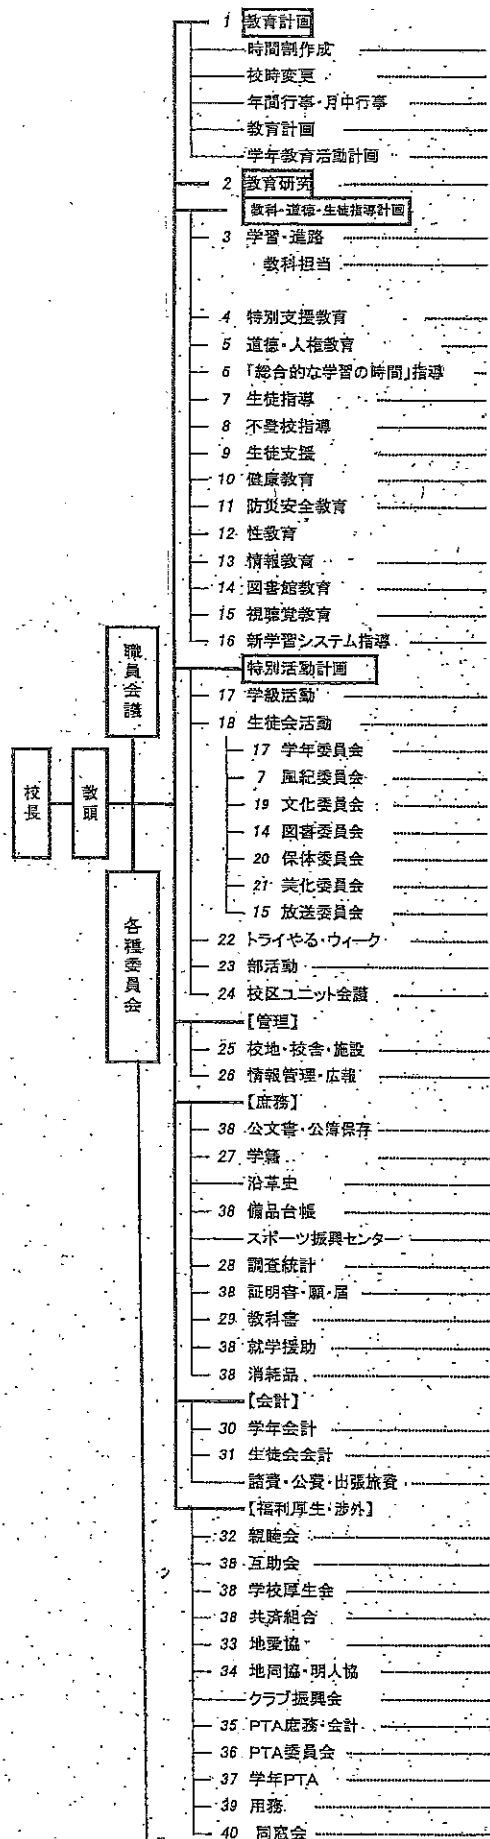 1 教育計画
時間割作成
校時変更
年間行事・月中行事
教育計画
学年教育活動計画
2 教育研究
教科・道徳・生徒指導計画
3 学習・進路
教科担当
4 特別支援教育
5 道徳・人権教育
6 「総合的な学習の時間」指導
7 生徒指導
8 不登校指導
9 生徒支援
10 健康教育
11 防災安全教育
12 性教育
13 情報教育
14 図書館教育
15 視聴覚教育
16 新学習システム指導
特別活動計画
17 学級活動
18 生徒会活動
17 学年委員会
7 風紀委員会
19 文化委員会
14 図書委員会
20 保体委員会
21 美化委員会
15 放送委員会
22 トライやる・ウィーク
23 部活動
24 校区ユニット会議
【管理】
25 校地・校舎・施設
26 情報管理・広報
【庶務】
38 公文書・公簿保存
27 学籍
沿革史
38 備品台帳
スポーツ振興センター
28 調査統計
38 証明書・願・届
29 教科書
38 就学援助
38 消耗品
【会計】
30 学年会計
31 生徒会会計
諸費・公費・出張旅費
【福利厚生・渉外】
32 親睦会
38 互助会
38 学校厚生会
38 共済組合
33 地愛協
34 地同協・明人協
クラブ振興会
35 PTA庶務・会計
36 PTA委員会
37 学年PTA
39 用務
40 同窓会
職員会議
校長
教頭
各種委員会